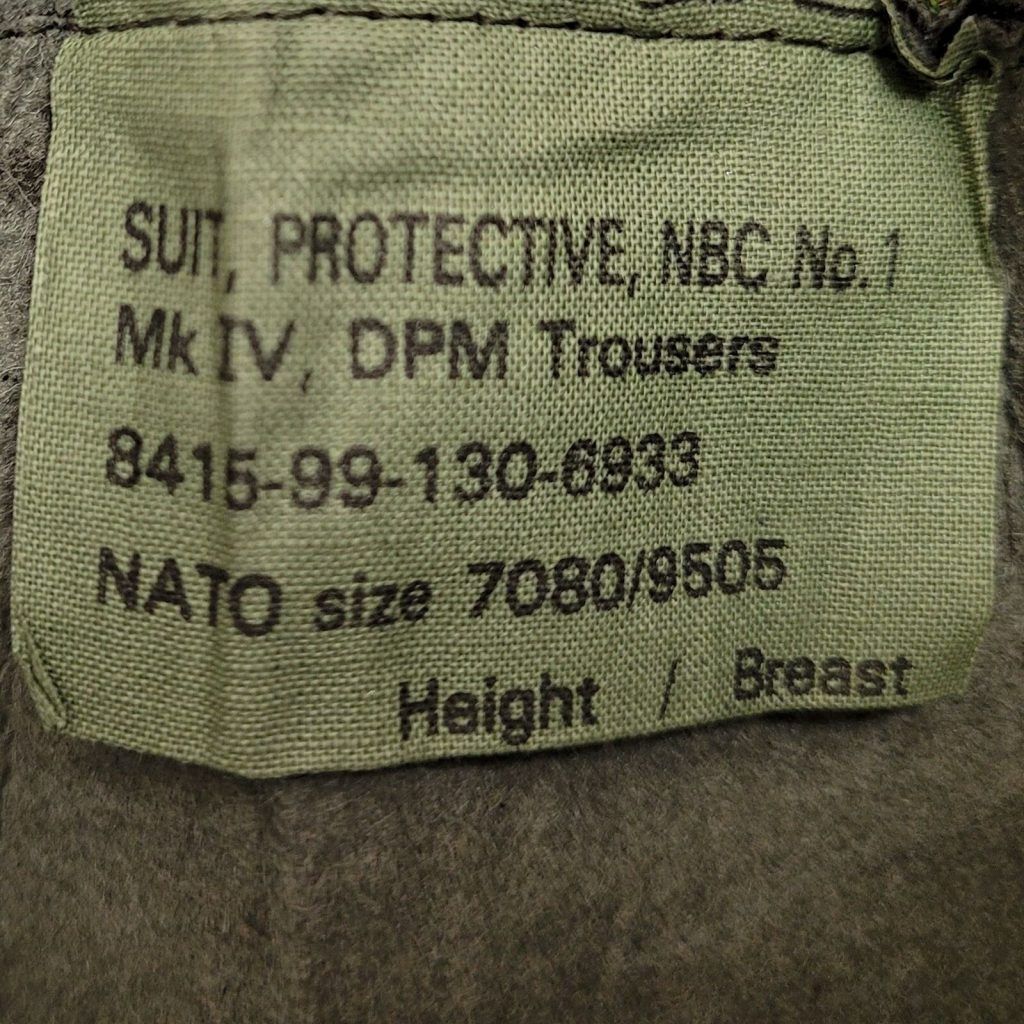 SUIT, PROTECTIVE, NBC No.1
Mk IV, DPM Trousers
8415-99-130-6933
NATO size 7080/9505
Height / Breast